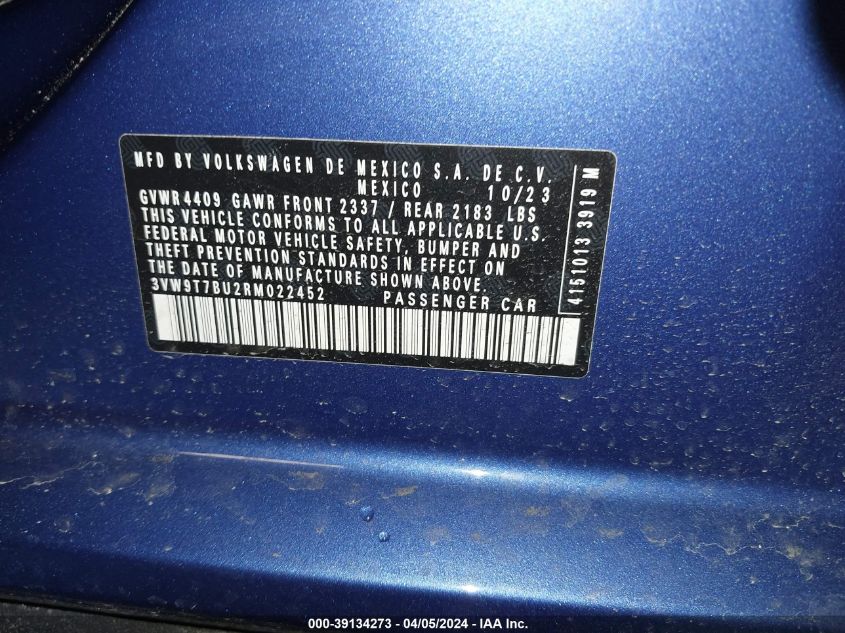 MFD BY VOLKSWAGEN DE MEXICO S.A. DE C.V.
MEXICO 10/23
GVWR 4409 GAWR FRONT 2337 / REAR 2183 LBS
THIS VEHICLE CONFORMS TO ALL APPLICABLE U.S.
FEDERAL MOTOR VEHICLE SAFETY, BUMPER AND
THEFT PREVENTION STANDARDS IN EFFECT ON
THE DATE OF MANUFACTURE SHOWN ABOVE.
3VW9T7BU2RM022452 PASSENGER CAR
4151013 3919 M
000-39134273 - 04/05/2024 - IAA Inc.